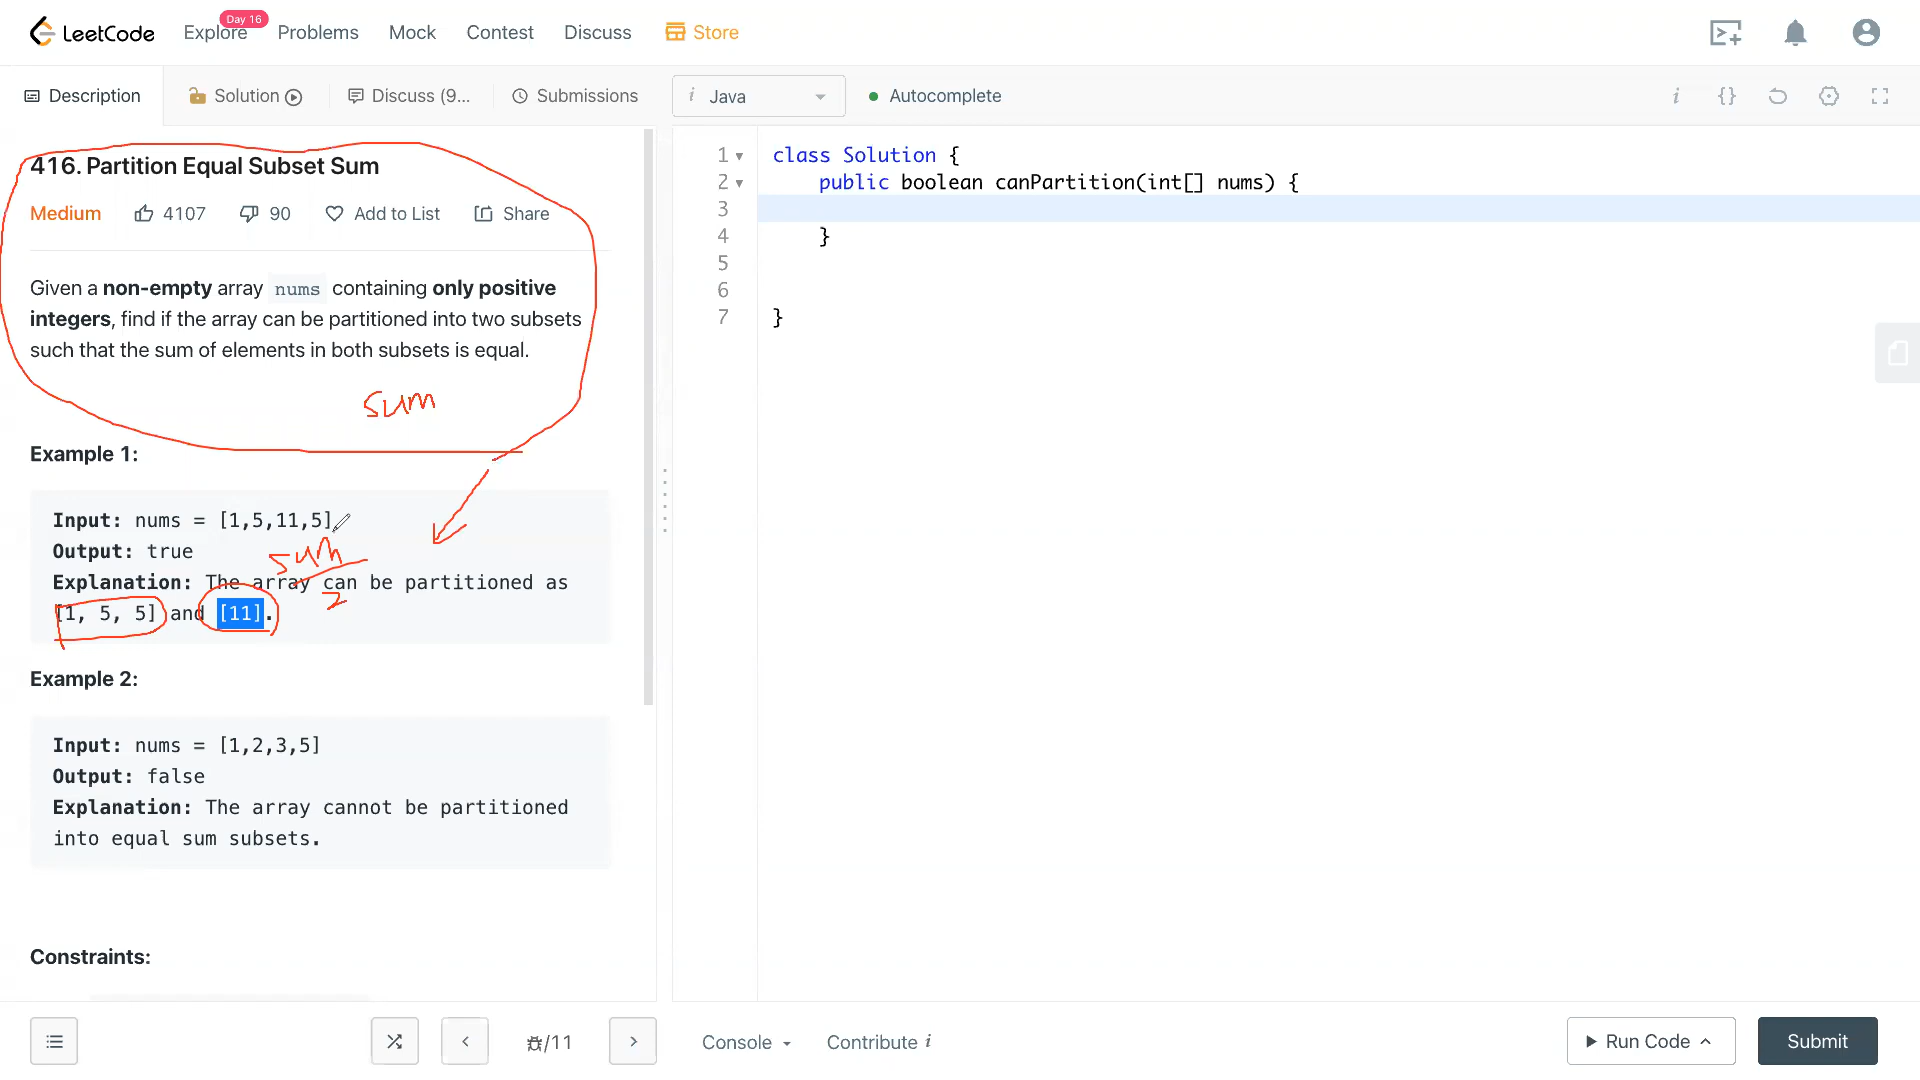 LeetCode Explore Day 16 Problems Mock Contest Discuss Store
Description Solution Discuss (9... Submissions i Java Autocomplete i {}
416. Partition Equal Subset Sum
Medium 4107 90 Add to List Share
Given a non-empty array nums containing only positive
integers, find if the array can be partitioned into two subsets
such that the sum of elements in both subsets is equal.
sum
Example 1:
Input: nums = [1,5,11,5]
Output: true
sum
Explanation: The array can be partitioned as
2
[1, 5, 5] and [11].
Example 2:
Input: nums = [1,2,3,5]
Output: false
Explanation: The array cannot be partitioned
into equal sum subsets.
Constraints:
1 class Solution {
2 public boolean canPartition(int[] nums) {
3
4 }
5
6
7 }
/11 Console Contribute i Run Code Submit